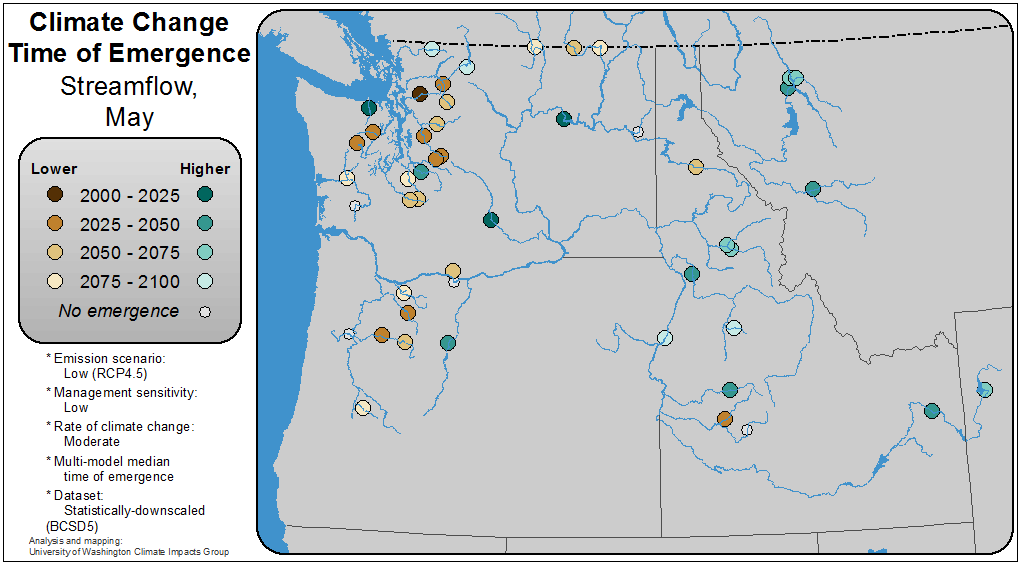 Climate Change
Time of Emergence
Streamflow,
May
Lower Higher
2000 - 2025
2025 - 2050
2050 - 2075
2075 - 2100
No emergence
* Emission scenario:
Low (RCP4.5)
* Management sensitivity:
Low
* Rate of climate change:
Moderate
* Multi-model median
time of emergence
* Dataset:
Statistically-downscaled
(BCSD5)
Analysis and mapping:
University of Washington Climate Impacts Group